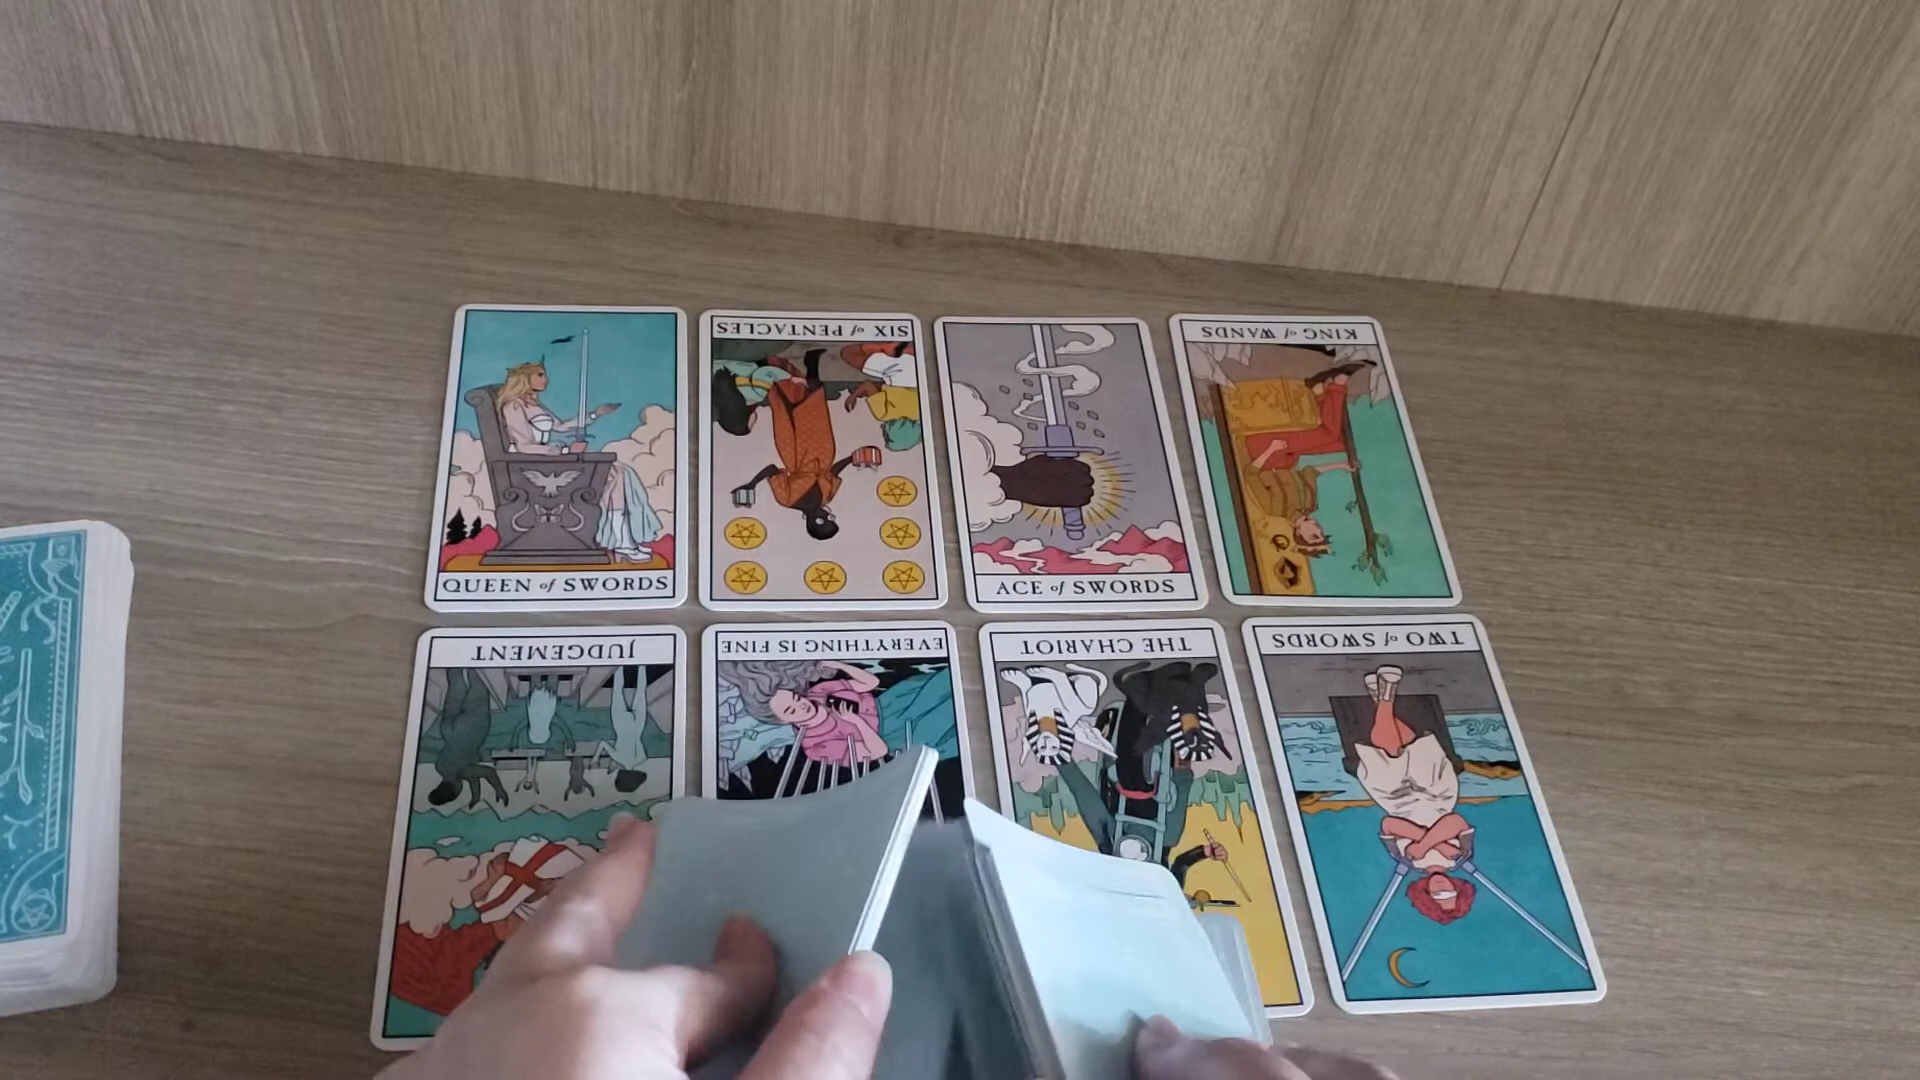 QUEEN of SWORDS
SIX of PENTACLES
ACE of SWORDS
KING of WANDS
JUDGEMENT
EVERYTHING IS FINE
THE CHARIOT
TWO of SWORDS